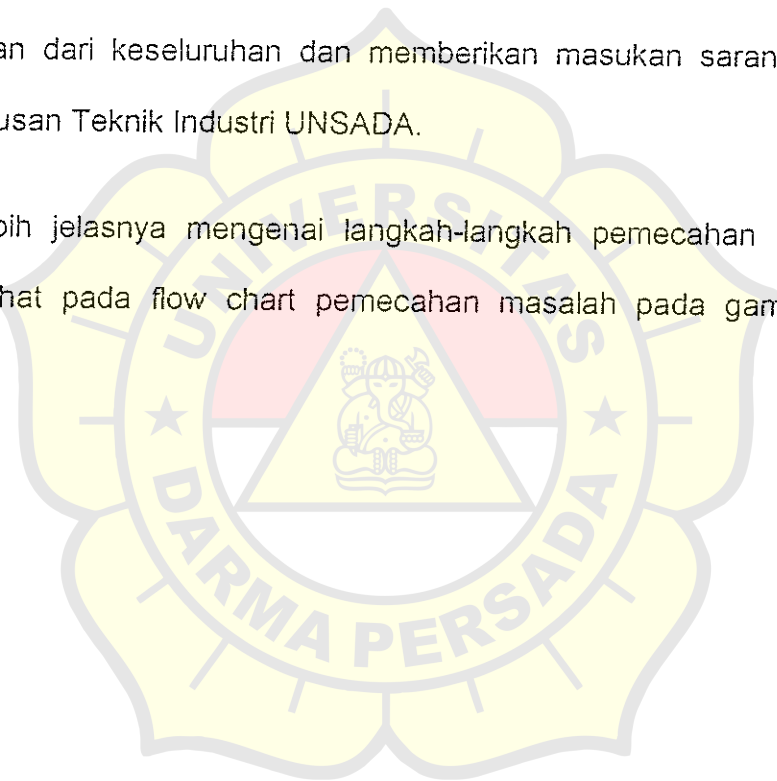 an dari keseluruhan dan memberikan masukan saran
usan Teknik Industri UNSADA.
bih jelasnya mengenai langkah-langkah pemecahan
hat pada flow chart pemecahan masalah pada gam
UNIVERSITAS
DARMA PERSADA